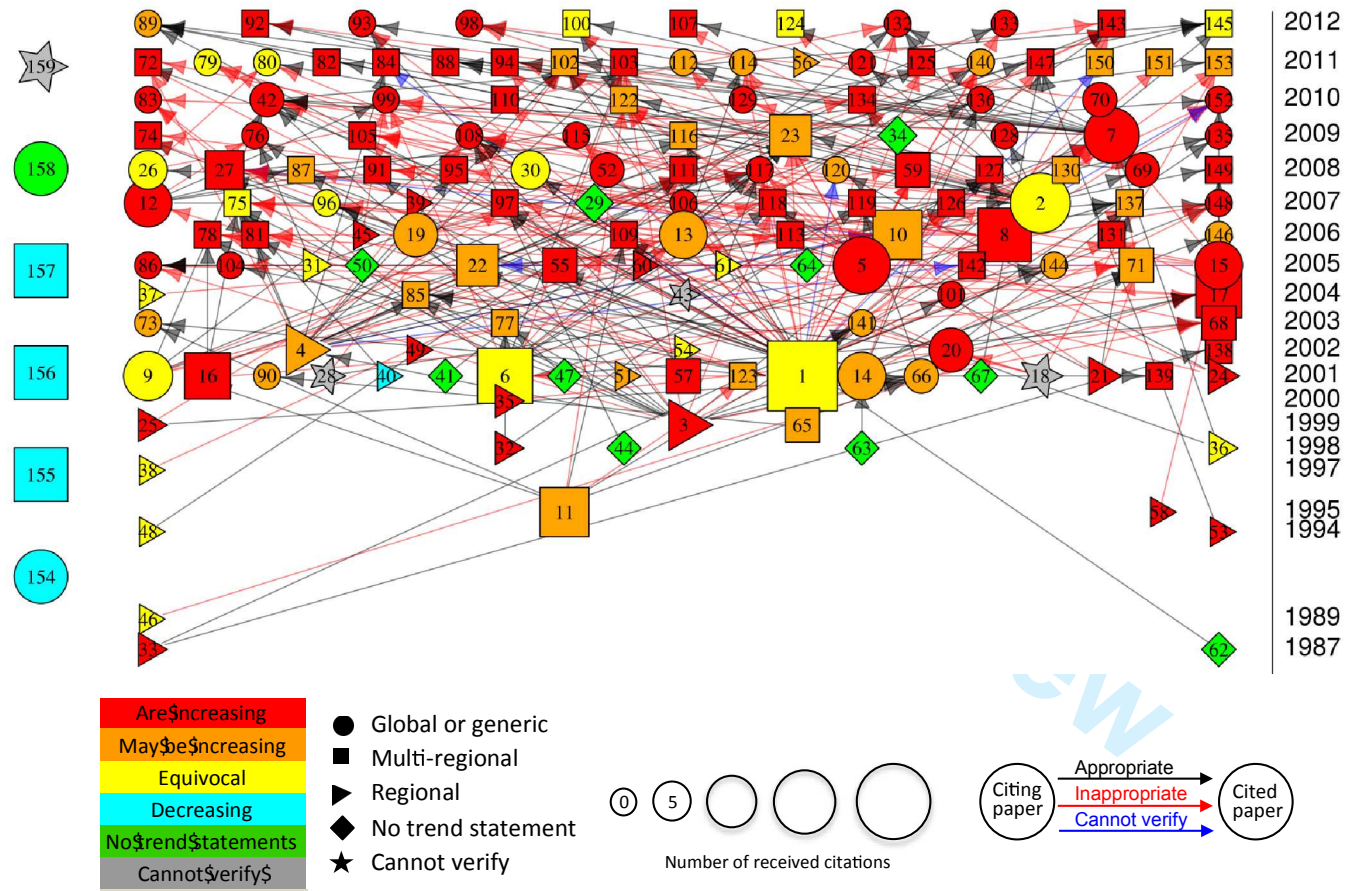 89 92 93 98 100 107 124 132 133 143 145 2012
159 72 79 80 82 84 88 94 102 103 112 114 56 121 125 140 147 150 151 153 2011
83 42 99 110 122 129 134 136 70 152 2010
74 76 105 108 115 116 23 34 128 7 135 2009
158 26 27 87 91 95 30 52 111 117 120 59 127 130 69 149 2008
12 75 96 39 97 29 106 118 119 126 2 137 148 2007
78 81 45 19 109 13 113 10 8 131 146 2006
157 86 104 31 50 22 55 60 61 64 5 142 144 71 15 2005
37 85 43 101 17 2004
73 77 141 68 2003
4 49 54 20 138 2002
156 9 16 90 28 40 41 6 47 51 57 123 1 14 66 67 18 21 139 24 2001
35 2000
25 3 65 1999
32 44 63 36 1998
155 38 1997
11 58 1995
48 53 1994
154
46 1989
33 62 1987
ew
Are$increasing
May$be$increasing
Equivocal
Decreasing
No$trend$statements
Cannot$verify$
Global or generic
Multi-regional
Regional
No trend statement
Cannot verify
0 5
Number of received citations
Citing paper
Appropriate
Inappropriate
Cannot verify
Cited paper